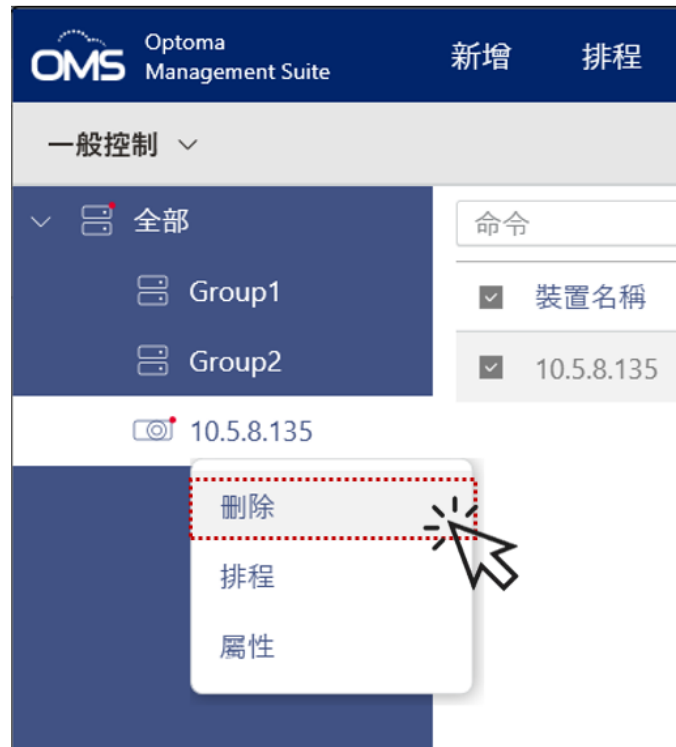 OMS
Optoma
Management Suite
新增
排程
一般控制
全部
命令
Group1
裝置名稱
Group2
10.5.8.135
10.5.8.135
刪除
排程
屬性